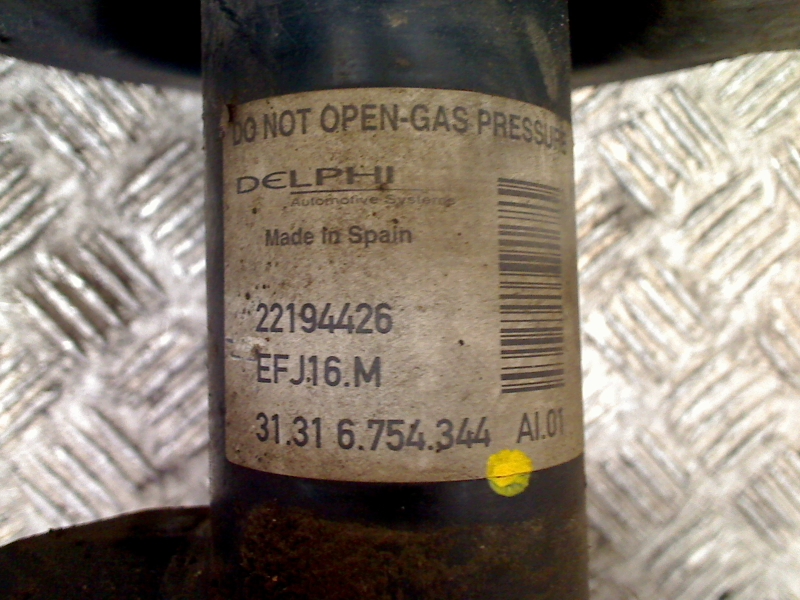 DO NOT OPEN-GAS PRESSURE
DELPHI
Automotive Systems
Made in Spain
22194426
EFJ16.M
31.31 6.754.344 AI.01